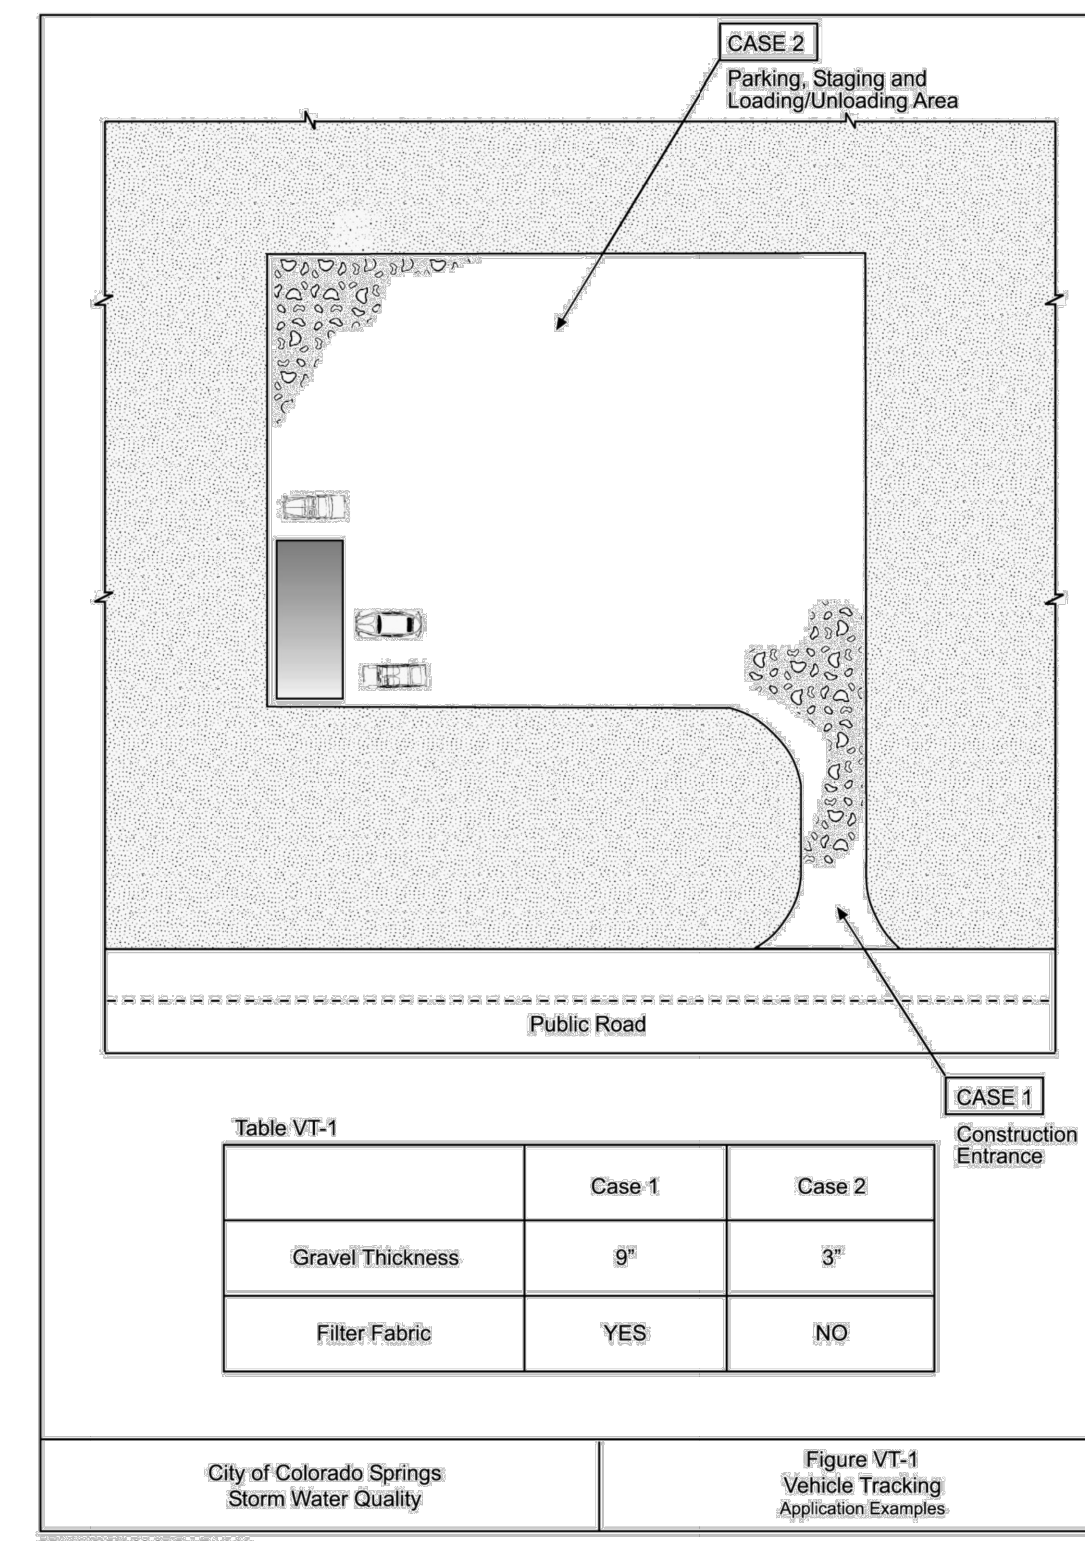 CASE 2
Parking, Staging and
Loading/Unloading Area
Public Road
CASE 1
Construction
Entrance
Table VT-1
Case 1 Case 2
Gravel Thickness 9” 3”
Filter Fabric YES NO
City of Colorado Springs
Storm Water Quality
Figure VT-1
Vehicle Tracking
Application Examples